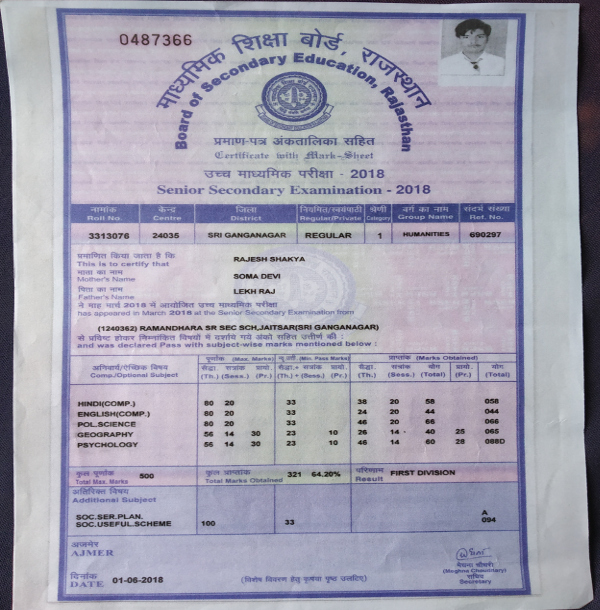 0487366
माध्यमिक शिक्षा बोर्ड, राजस्थान
Board of Secondary Education, Rajasthan
प्रमाण-पत्र अंकतालिका सहित
Certificate with Mark-Sheet
उच्च माध्यमिक परीक्षा - 2018
Senior Secondary Examination - 2018
नामांक केन्द्र जिला नियमित/स्वयंपाठी श्रेणी वर्ग का नाम संदर्भ संख्या
Roll No. Centre District Regular/Private Category Group Name Ref. No.
3313076 24035 SRI GANGANAGAR REGULAR 1 HUMANITIES 690297
प्रमाणित किया जाता है कि
This is to certify that RAJESH SHAKYA
माता का नाम
Mother's Name SOMA DEVI
पिता का नाम
Father's Name LEKH RAJ
ने माह मार्च 2018 में आयोजित उच्च माध्यमिक परीक्षा
has appeared in March 2018 at the Senior Secondary Examination from
(1240362) RAMANDHARA SR SEC SCH,JAITSAR(SRI GANGANAGAR)
से प्रविष्ट होकर निम्नांकित विषयों में दर्शाये गये अंकों सहित उत्तीर्ण की :
and was declared Pass with subject-wise marks mentioned below :
पूर्णांक (Max. Marks) न्यू.उत्ती.(Min. Pass Marks) प्राप्तांक (Marks Obtained)
अनिवार्य/ऐच्छिक विषय सैद्धा. सत्रांक प्रायो. सैद्धा.+ सत्रांक प्रायो. सैद्धा. सत्रांक योग प्रायो. योग
Comp./Optional Subject (Th.) (Sess.) (Pr.) (Th.) + (Sess.) (Pr.) (Th.) (Sess.) (Total) (Pr.) (Total)
HINDI(COMP.) 80 20 33 38 20 58 058
ENGLISH(COMP.) 80 20 33 24 20 44 044
POL.SCIENCE 80 20 33 46 20 66 066
GEOGRAPHY 56 14 30 23 10 26 14 40 25 065
PSYCHOLOGY 56 14 30 23 10 46 14 60 28 088D
कुल पूर्णांक 500 कुल प्राप्तांक 321 64.20% परिणाम FIRST DIVISION
Total Max. Marks Total Marks Obtained Result
अतिरिक्त विषय
Additional Subject
SOC.SER.PLAN. A
SOC.USEFUL.SCHEME 100 33 094
अजमेर
AJMER
मेघना चौधरी
(Meghna Chowdhary)
सचिव
Secretary
दिनांक
DATE 01-06-2018 (विशेष विवरण हेतु कृपया पृष्ठ उलटिए)